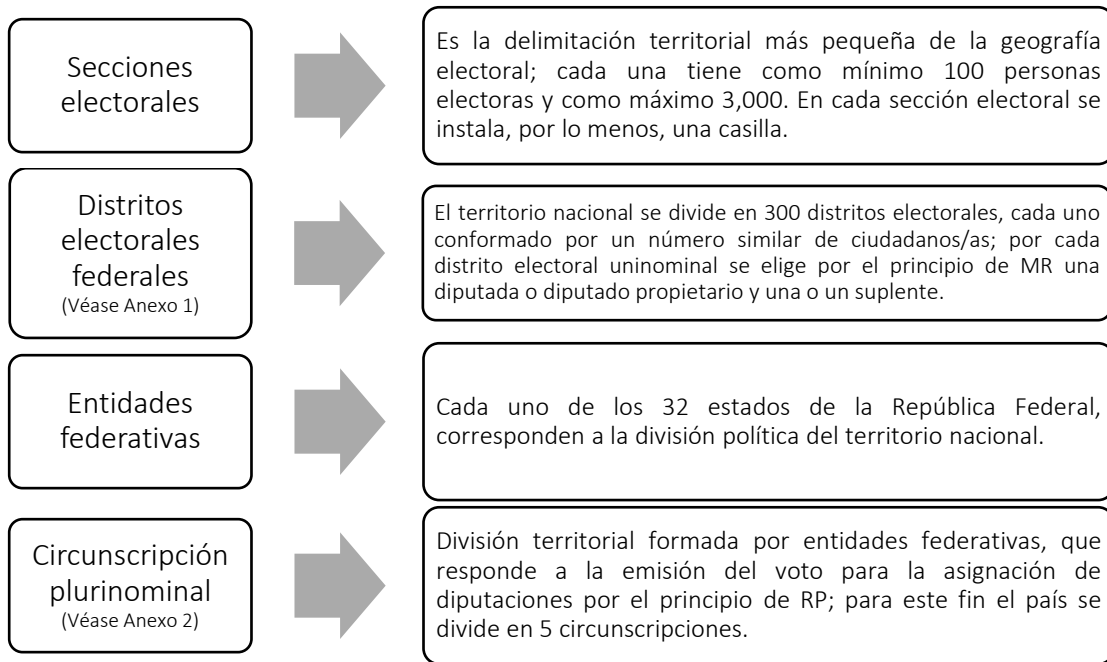 Secciones
electorales
Es la delimitación territorial más pequeña de la geografía
electoral; cada una tiene como mínimo 100 personas
electoras y como máximo 3,000. En cada sección electoral se
instala, por lo menos, una casilla.
Distritos
electorales
federales
(Véase Anexo 1)
El territorio nacional se divide en 300 distritos electorales, cada uno
conformado por un número similar de ciudadanos/as; por cada
distrito electoral uninominal se elige por el principio de MR una
diputada o diputado propietario y una o un suplente.
Entidades
federativas
Cada uno de los 32 estados de la República Federal,
corresponden a la división política del territorio nacional.
Circunscripción
plurinominal
(Véase Anexo 2)
División territorial formada por entidades federativas, que
responde a la emisión del voto para la asignación de
diputaciones por el principio de RP; para este fin el país se
divide en 5 circunscripciones.